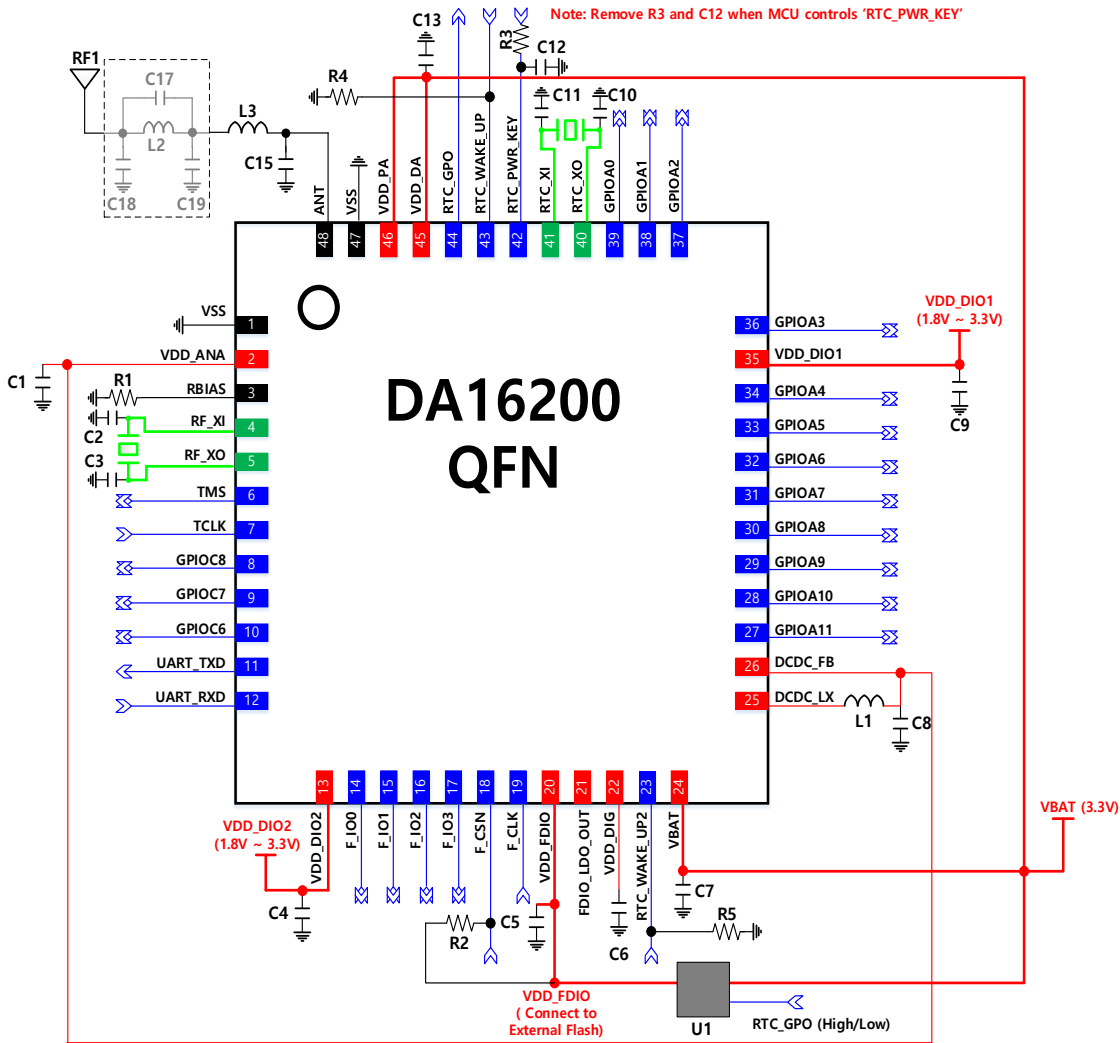 C13
Note: Remove R3 and C12 when MCU controls ‘RTC_PWR_KEY’
R3
C12
RF1
C17
R4
C11
C10
L2
L3
C15
C18
C19
ANT
VSS
VDD_PA
VDD_DA
RTC_GPO
RTC_WAKE_UP
RTC_PWR_KEY
RTC_XI
RTC_XO
GPIOA0
GPIOA1
GPIOA2
48
47
46
45
44
43
42
41
40
39
38
37
VSS
1
VDD_ANA
2
C1
R1
RBIAS
3
C2
RF_XI
4
C3
RF_XO
5
TMS
6
TCLK
7
GPIOC8
8
GPIOC7
9
GPIOC6
10
UART_TXD
11
UART_RXD
12
DA16200
QFN
VDD_DIO1
(1.8V ~ 3.3V)
36
GPIOA3
35
VDD_DIO1
C9
34
GPIOA4
33
GPIOA5
32
GPIOA6
31
GPIOA7
30
GPIOA8
29
GPIOA9
28
GPIOA10
27
GPIOA11
26
DCDC_FB
25
DCDC_LX
L1
C8
13
14
15
16
17
18
19
20
21
22
23
24
VDD_DIO2
F_IO0
F_IO1
F_IO2
F_IO3
F_CSN
F_CLK
VDD_FDIO
FDIO_LDO_OUT
VDD_DIG
RTC_WAKE_UP2
VBAT
VDD_DIO2
(1.8V ~ 3.3V)
VBAT (3.3V)
C4
R2
C5
C6
C7
R5
VDD_FDIO
( Connect to
External Flash)
U1
RTC_GPO (High/Low)